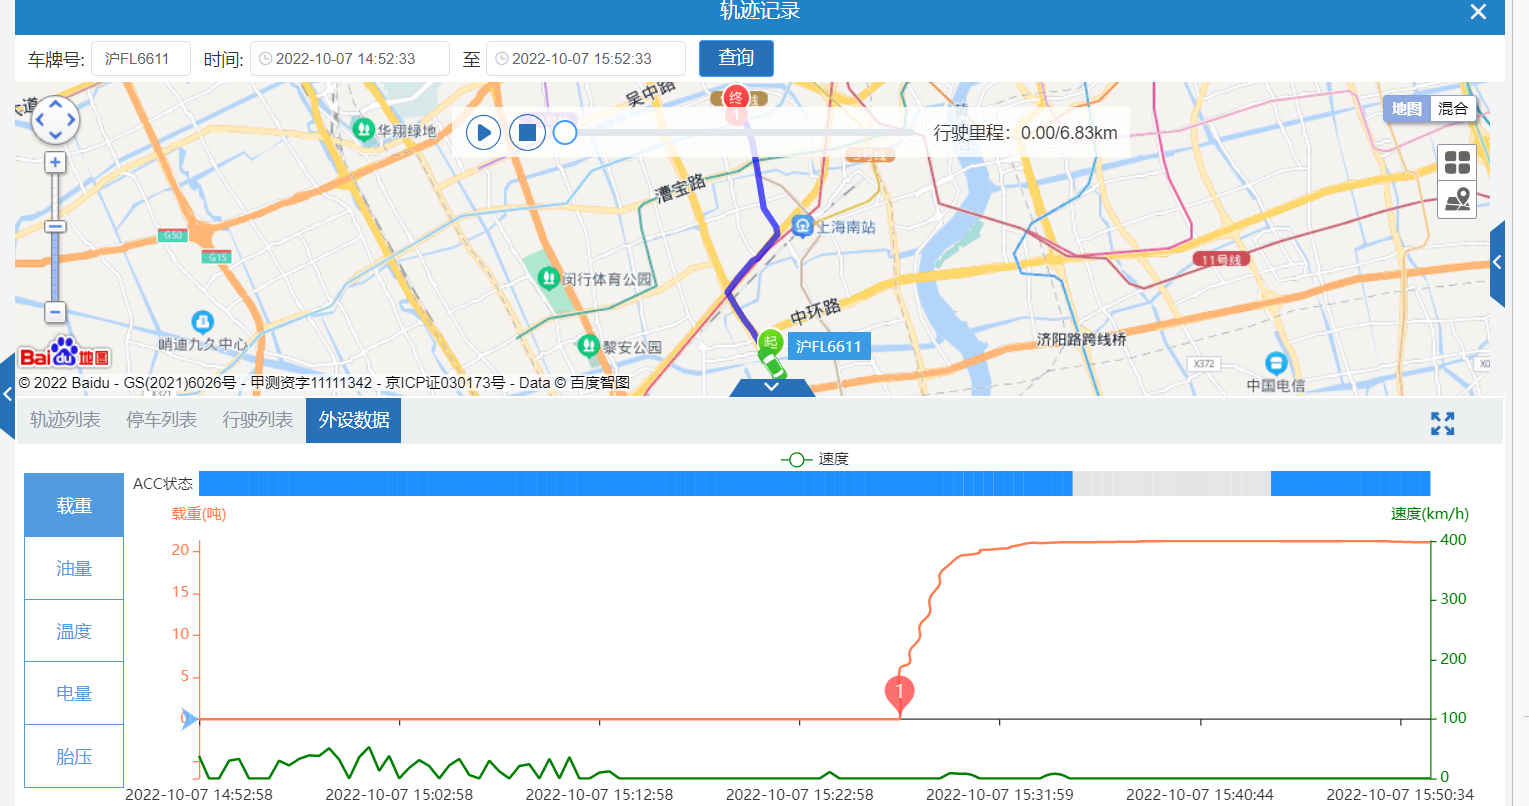 轨迹记录
车牌号: 沪FL6611 时间: 2022-10-07 14:52:33 至 2022-10-07 15:52:33 查询
吴中路
终
1
地图 混合
华翔绿地
行驶里程: 0.00/6.83km
漕宝路
上海南站
G50
G15
11号线
闵行体育公园
中环路
峭迪九久中心
黎安公园
起
沪FL6611
济阳路跨线桥
X372
中国电信
Bai du 地图
© 2022 Baidu - GS(2021)6026号 - 甲测资字11111342 - 京ICP证030173号 - Data © 百度智图
轨迹列表 停车列表 行驶列表 外设数据
速度
ACC状态
载重
油量
温度
电量
胎压
载重(吨)
速度(km/h)
20
15
10
5
0
1
400
300
200
100
0
2022-10-07 14:52:58 2022-10-07 15:02:58 2022-10-07 15:12:58 2022-10-07 15:22:58 2022-10-07 15:31:59 2022-10-07 15:40:44 2022-10-07 15:50:34